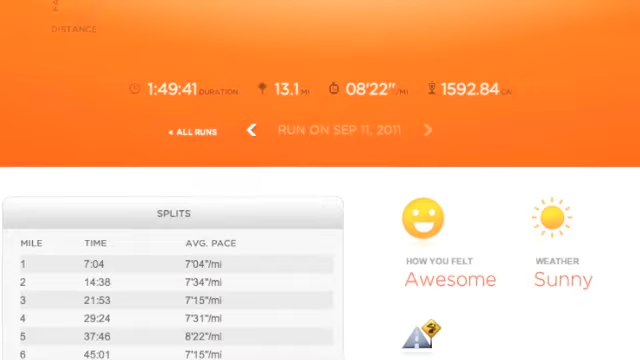 DISTANCE
1:49:41 DURATION 13.1 MI 08'22"/MI 1592.84 CAL
ALL RUNS RUN ON SEP 11, 2011
SPLITS
MILE TIME AVG. PACE
1 7:04 7'04"/mi
2 14:38 7'34"/mi
3 21:53 7'15"/mi
4 29:24 7'31"/mi
5 37:46 8'22"/mi
6 45:01 7'15"/mi
HOW YOU FELT
Awesome
WEATHER
Sunny